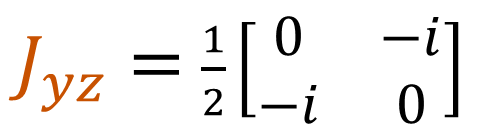 J_yz = 1/2 [0 −i
−i 0]